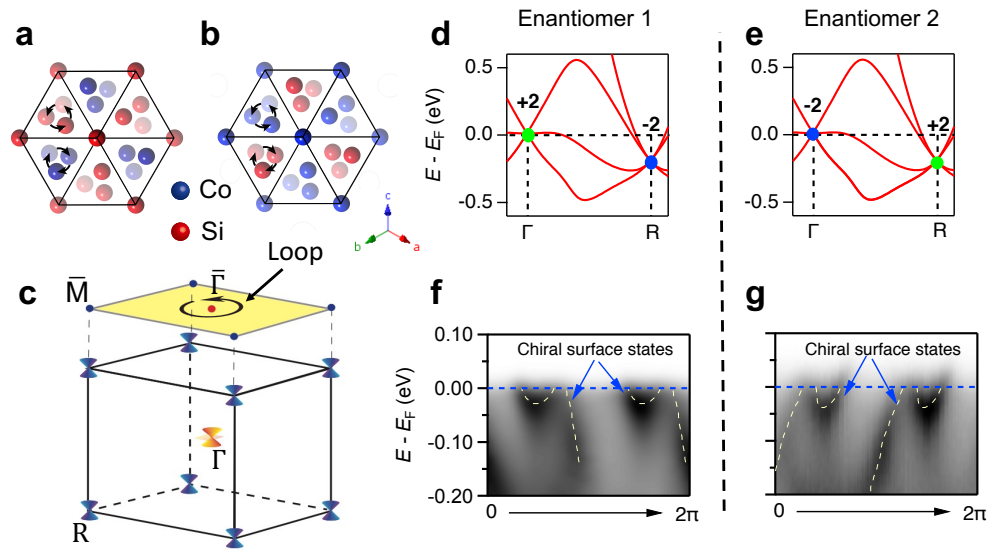 Enantiomer 1
Enantiomer 2
a
b
d
e
Co
Si
c
b
a
E - E_F (eV)
0.5
0.0
-0.5
+2
-2
Γ
R
0.5
0.0
-0.5
-2
+2
Γ
R
c
Loop
M̅
Γ̅
Γ
R
f
g
E - E_F (eV)
0.10
0.00
-0.10
-0.20
Chiral surface states
0
2π
Chiral surface states
0
2π